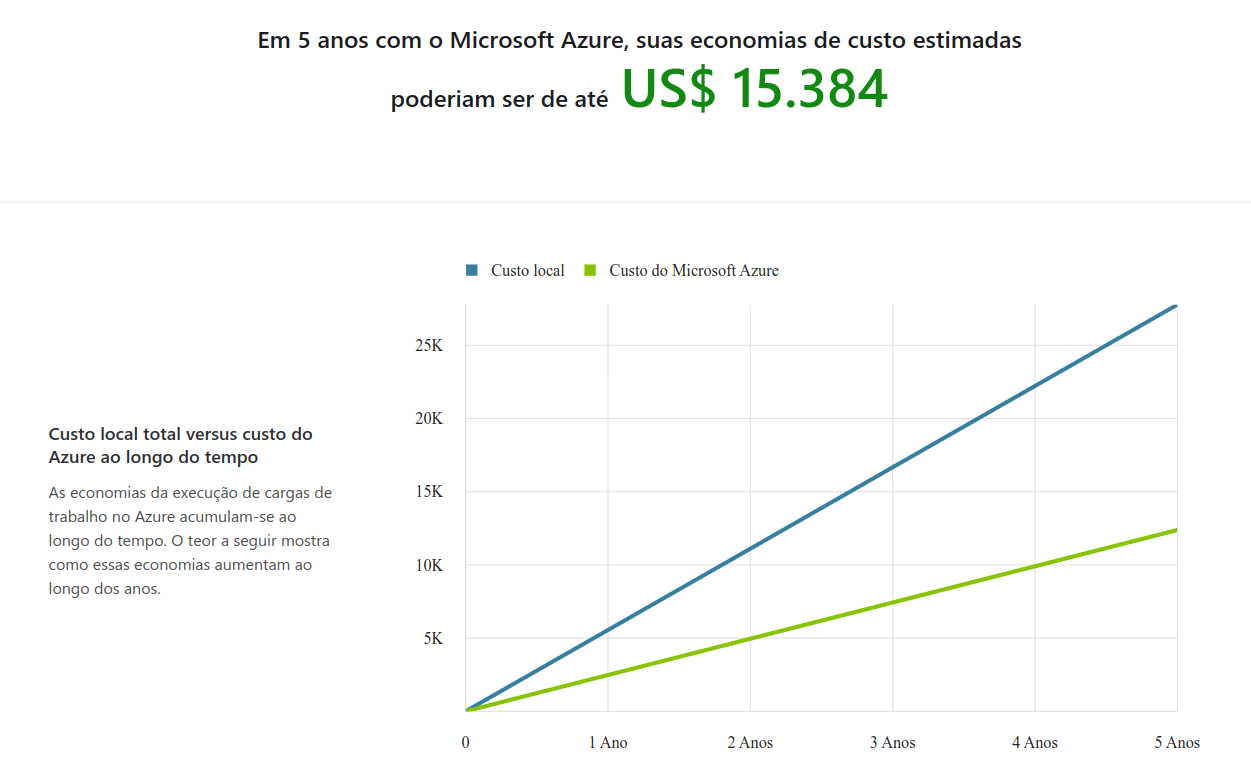 Em 5 anos com o Microsoft Azure, suas economias de custo estimadas
poderiam ser de até US$ 15.384
Custo local Custo do Microsoft Azure
25K
20K
15K
10K
5K
0 1 Ano 2 Anos 3 Anos 4 Anos 5 Anos
Custo local total versus custo do
Azure ao longo do tempo
As economias da execução de cargas de
trabalho no Azure acumulam-se ao
longo do tempo. O teor a seguir mostra
como essas economias aumentam ao
longo dos anos.